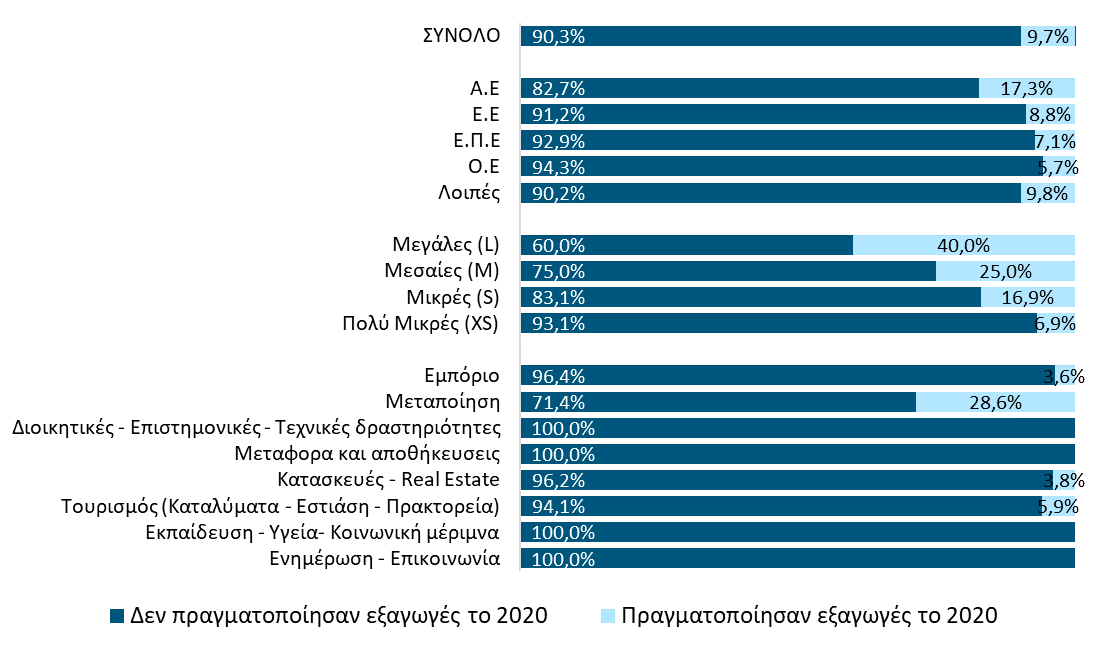 ΣΥΝΟΛΟ 90,3% 9,7%
Α.Ε 82,7% 17,3%
Ε.Ε 91,2% 8,8%
Ε.Π.Ε 92,9% 7,1%
Ο.Ε 94,3% 5,7%
Λοιπές 90,2% 9,8%
Μεγάλες (L) 60,0% 40,0%
Μεσαίες (M) 75,0% 25,0%
Μικρές (S) 83,1% 16,9%
Πολύ Μικρές (XS) 93,1% 6,9%
Εμπόριο 96,4% 3,6%
Μεταποίηση 71,4% 28,6%
Διοικητικές - Επιστημονικές - Τεχνικές δραστηριότητες 100,0%
Μεταφορα και αποθήκευσεις 100,0%
Κατασκευές - Real Estate 96,2% 3,8%
Τουρισμός (Καταλύματα - Εστιάση - Πρακτορεία) 94,1% 5,9%
Εκπαίδευση - Υγεία- Κοινωνική μέριμνα 100,0%
Ενημέρωση - Επικοινωνία 100,0%
Δεν πραγματοποίησαν εξαγωγές το 2020 Πραγματοποίησαν εξαγωγές το 2020